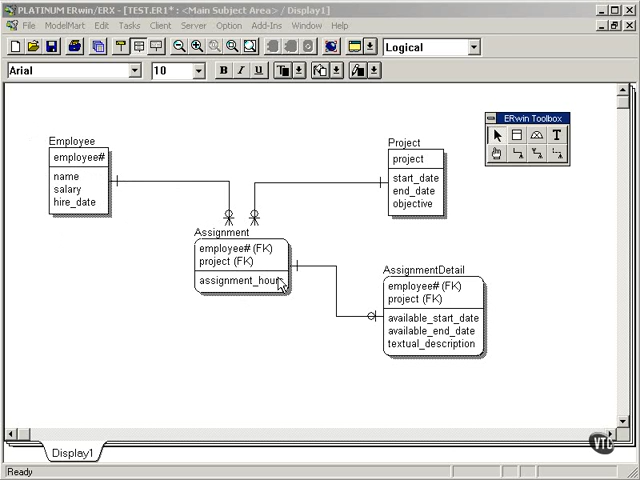 PLATINUM ERwin/ERX - [TEST.ER1* : <Main Subject Area> / Display1]
File ModelMart Edit Tasks Client Server Option Add-Ins Window Help
Logical
Arial 10 B I U
ERwin Toolbox
T
Employee
employee#
name
salary
hire_date
Project
project
start_date
end_date
objective
Assignment
employee# (FK)
project (FK)
assignment_hours
AssignmentDetail
employee# (FK)
project (FK)
available_start_date
available_end_date
textual_description
VTC
Display1
Ready